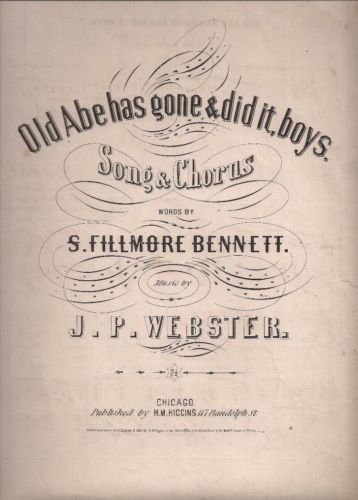 Old Abe has gone & did it, boys.
Song & Chorus
WORDS BY
S. FILLMORE BENNETT.
Music by
J. P. WEBSTER.
CHICAGO.
Published by H. M. HIGGINS 117 Randolph St